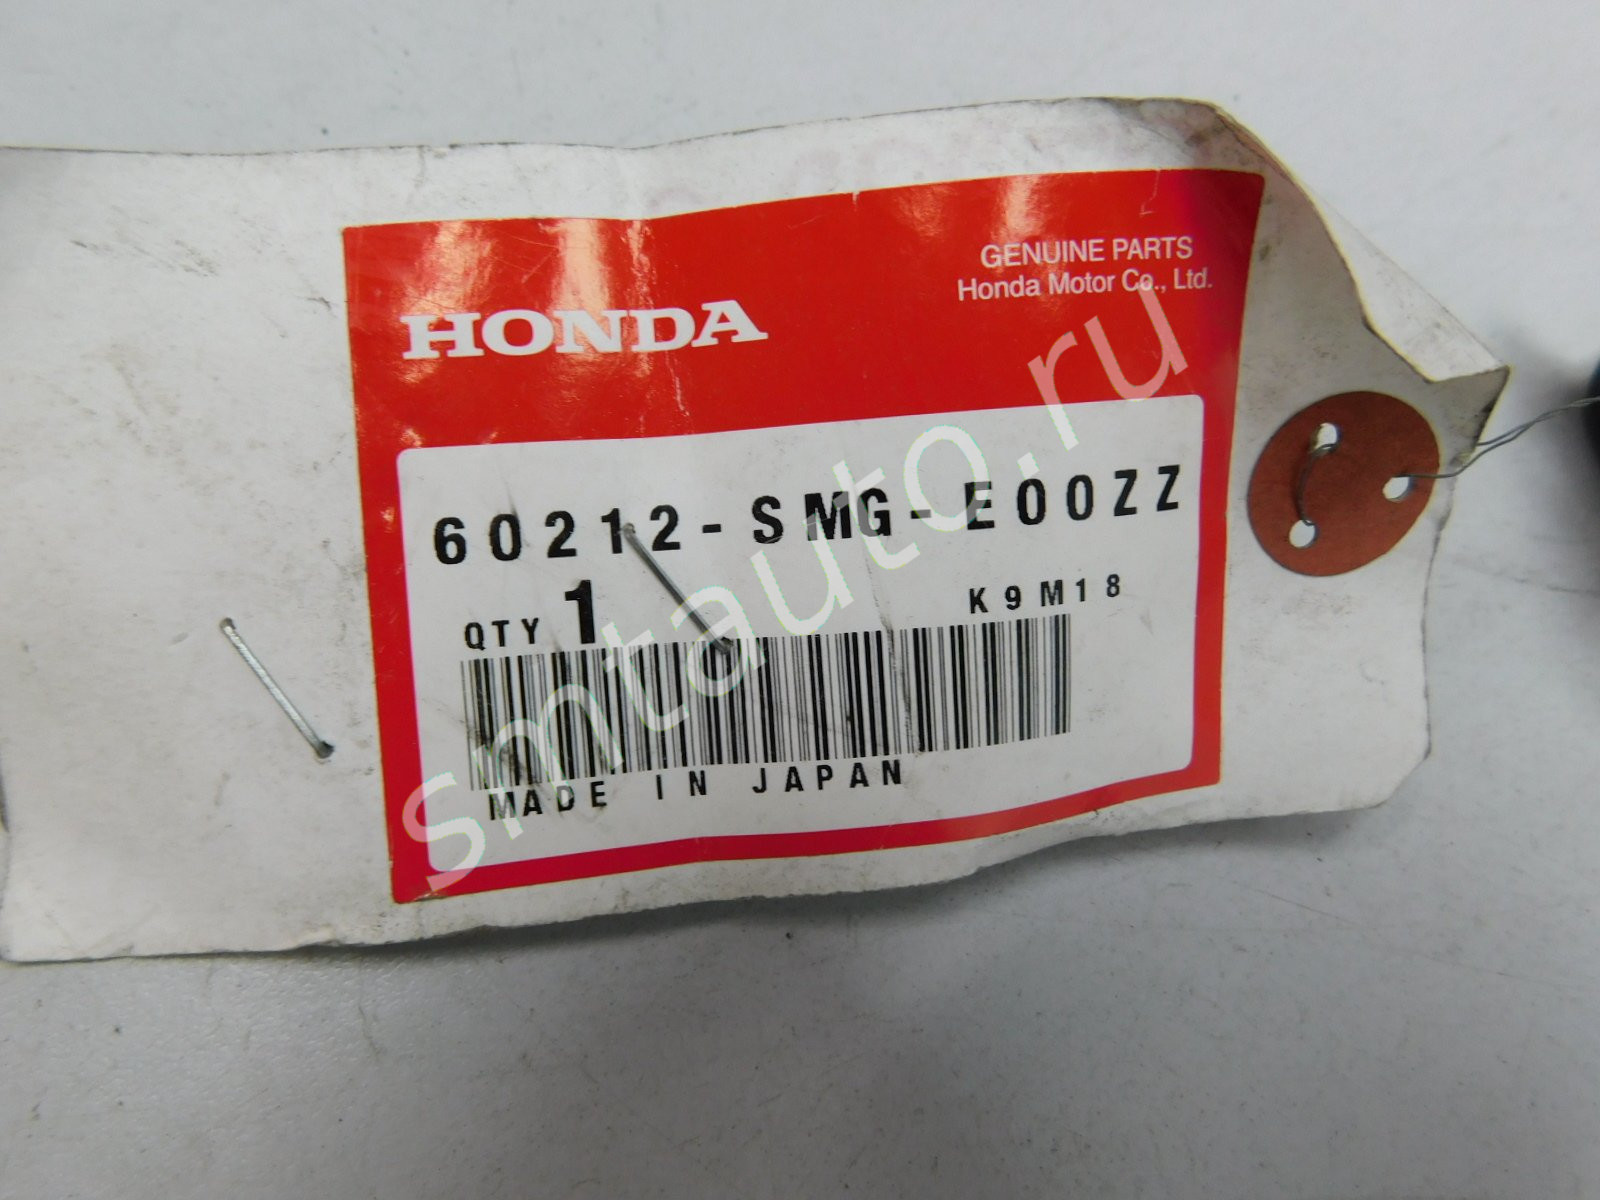 GENUINE PARTS
Honda Motor Co., Ltd.
HONDA
60212-SMG-E00ZZ
QTY 1
K9M18
MADE IN JAPAN
smtauto.ru